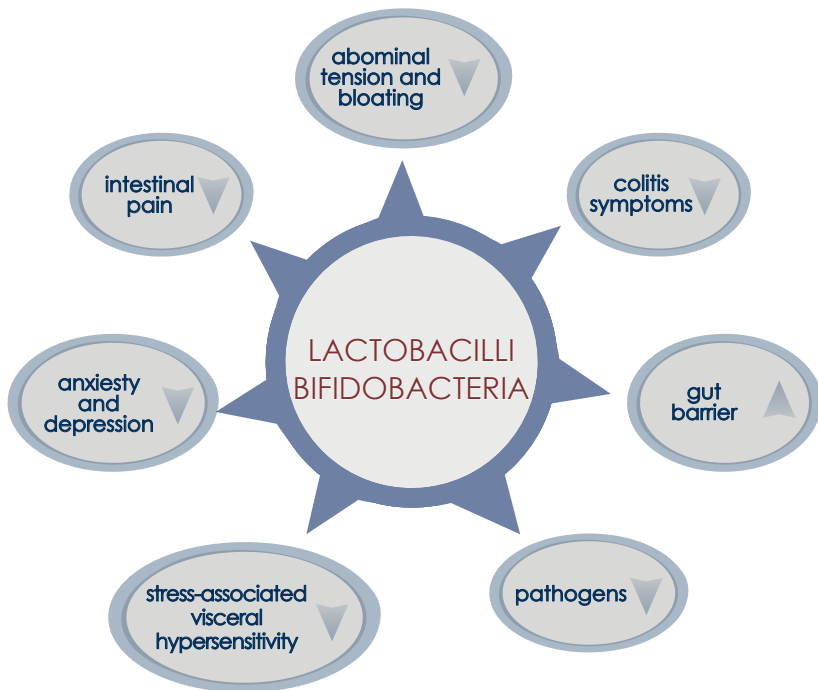 abominal
tension and
bloating
intestinal
pain
colitis
symptoms
LACTOBACILLI
BIFIDOBACTERIA
anxiesty
and
depression
gut
barrier
stress-associated
visceral
hypersensitivity
pathogens